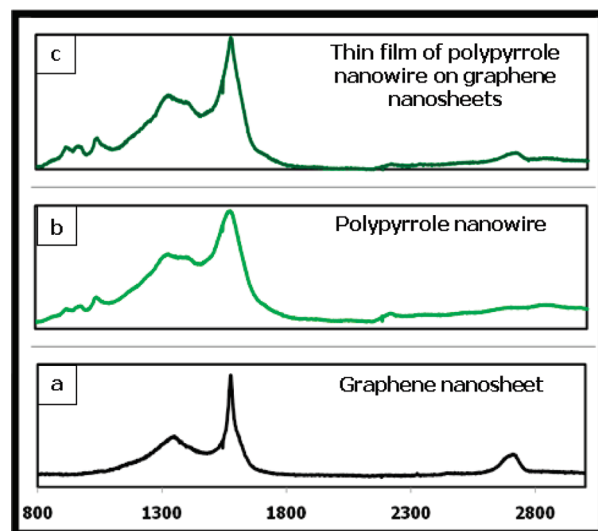 c
Thin film of polypyrrole
nanowire on graphene
nanosheets
b
Polypyrrole nanowire
a
Graphene nanosheet
800 1300 1800 2300 2800